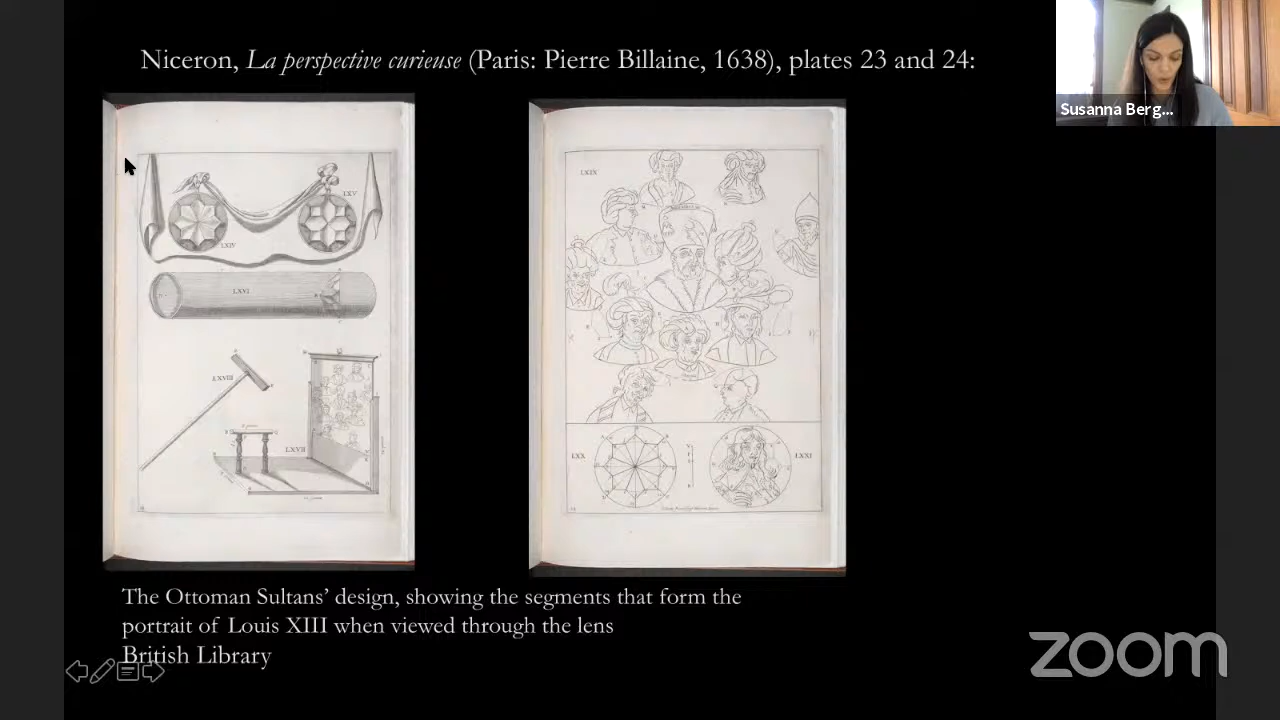 Niceron, La perspective curieuse (Paris: Pierre Billaine, 1638), plates 23 and 24:
Susanna Berg...
LXV
LXIV
LXVI
LXVIII
LXVII
LXIX
LXX
LXXI
The Ottoman Sultans’ design, showing the segments that form the
portrait of Louis XIII when viewed through the lens
British Library
zoom